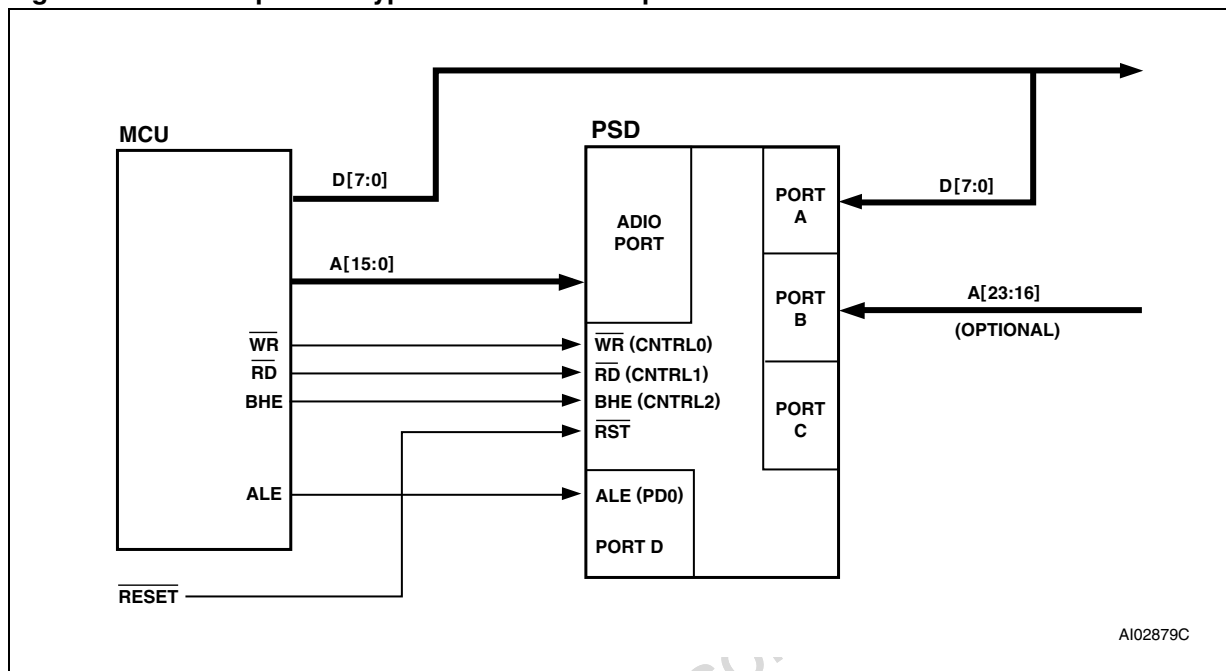 MCU
PSD
D[7:0]
D[7:0]
ADIO
PORT
PORT
A
A[15:0]
PORT
B
A[23:16]
(OPTIONAL)
WR
WR (CNTRL0)
RD
RD (CNTRL1)
BHE
BHE (CNTRL2)
RST
PORT
C
ALE
ALE (PD0)
PORT D
RESET
AI02879C